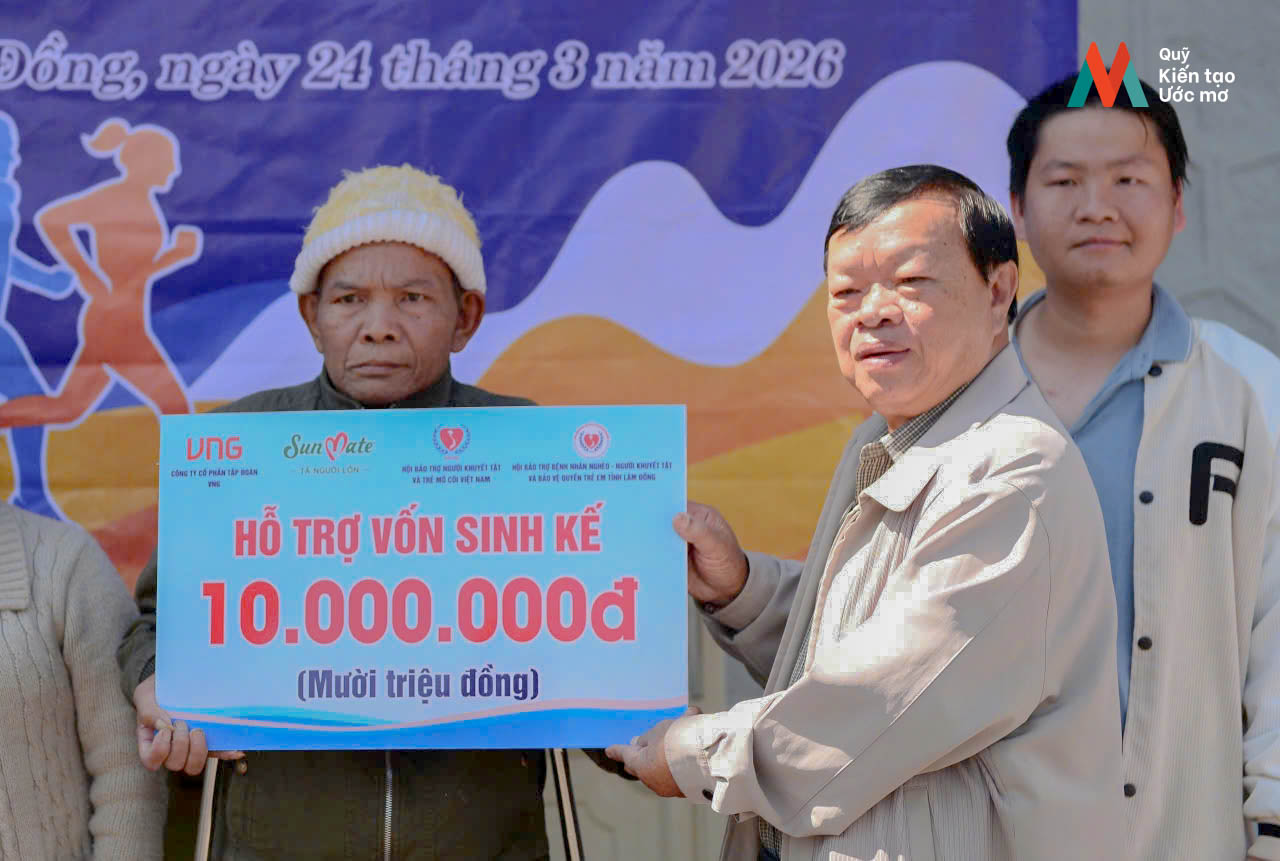 Đồng, ngày 24 tháng 3 năm 2026
Quỹ
Kiến tạo
Ước mơ
VNG
CÔNG TY CỔ PHẦN TẬP ĐOÀN
VNG
SunMate
TÃ NGƯỜI LỚN
HỘI BẢO TRỢ NGƯỜI KHUYẾT TẬT
VÀ TRẺ MỒ CÔI VIỆT NAM
HỘI BẢO TRỢ BỆNH NHÂN NGHÈO - NGƯỜI KHUYẾT TẬT
VÀ BẢO VỆ QUYỀN TRẺ EM TỈNH LÂM ĐỒNG
HỖ TRỢ VỐN SINH KẾ
10.000.000đ
(Mười triệu đồng)
R